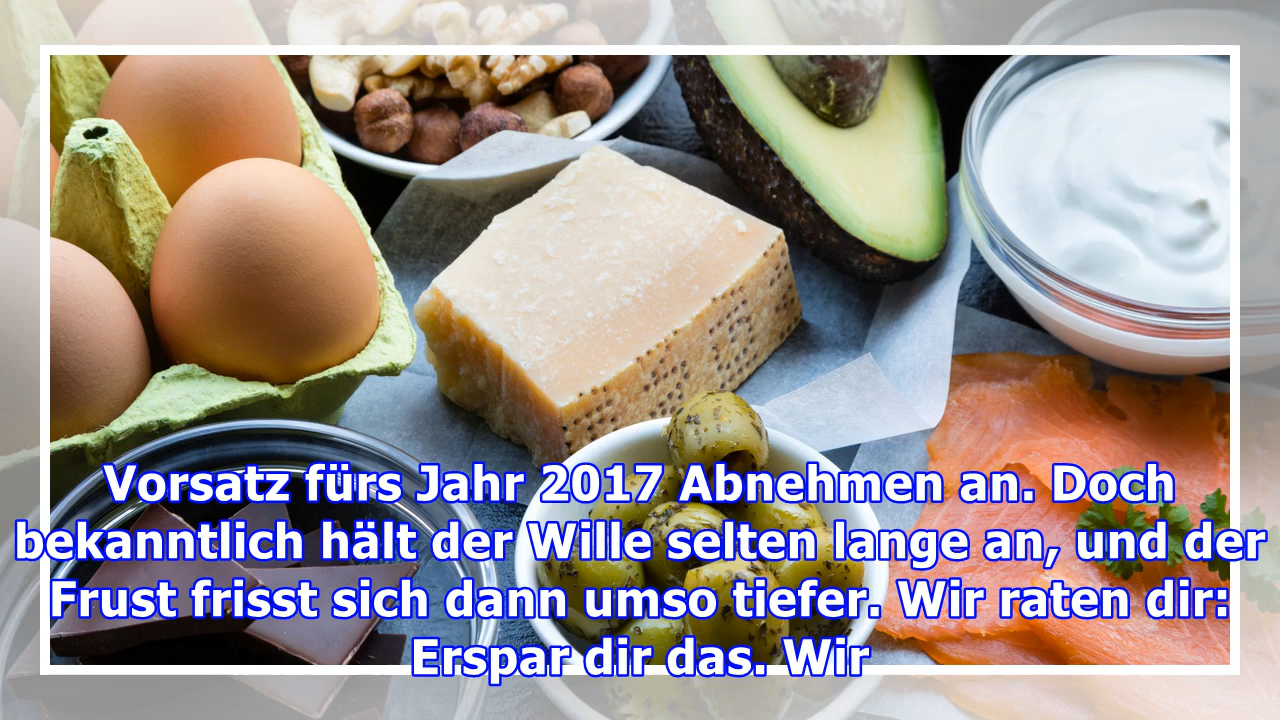 Vorsatz fürs Jahr 2017 Abnehmen an. Doch
bekanntlich hält der Wille selten lange an, und der
Frust frisst sich dann umso tiefer. Wir raten dir:
Erspar dir das. Wir